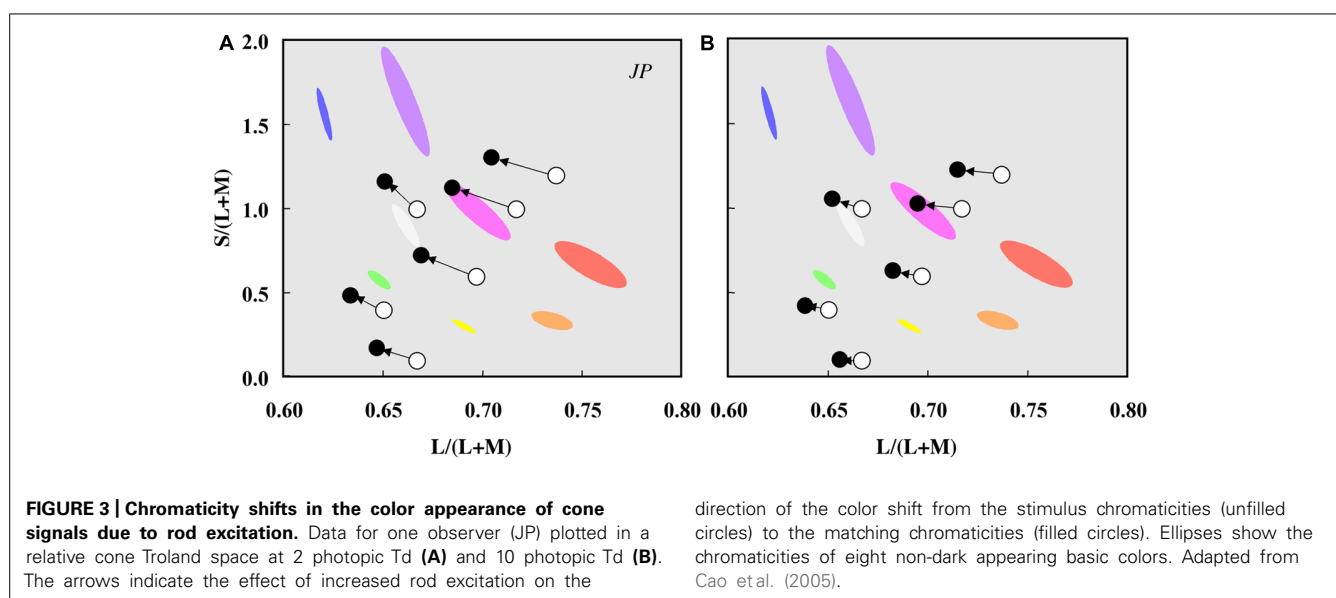 A
B
2.0
1.5
1.0
0.5
0.0
S/(L+M)
JP
0.60 0.65 0.70 0.75 0.80 0.60 0.65 0.70 0.75 0.80
L/(L+M) L/(L+M)
FIGURE 3 | Chromaticity shifts in the color appearance of cone
signals due to rod excitation. Data for one observer (JP) plotted in a
relative cone Troland space at 2 photopic Td (A) and 10 photopic Td (B).
The arrows indicate the effect of increased rod excitation on the
direction of the color shift from the stimulus chromaticities (unfilled
circles) to the matching chromaticities (filled circles). Ellipses show the
chromaticities of eight non-dark appearing basic colors. Adapted from
Cao et al. (2005).